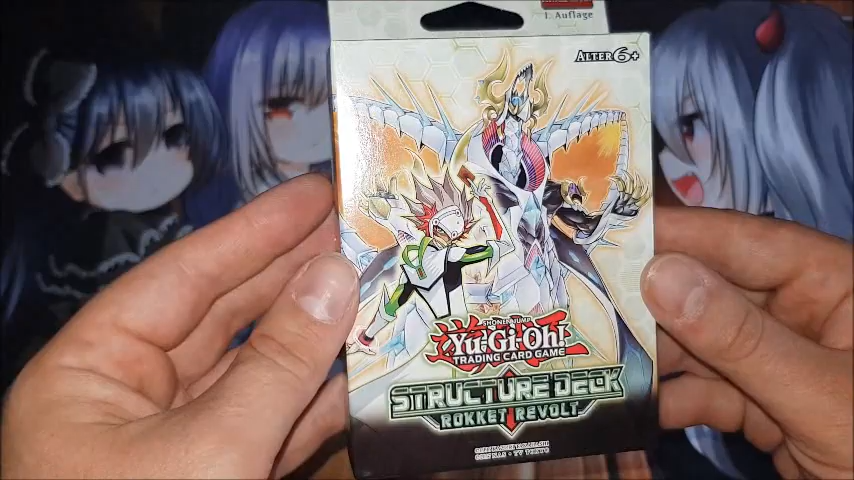 1. Auflage
ALTER 6+
SHONEN JUMP
Yu-Gi-Oh!
TRADING CARD GAME
STRUCTURE DECK
ROKKET REVOLT